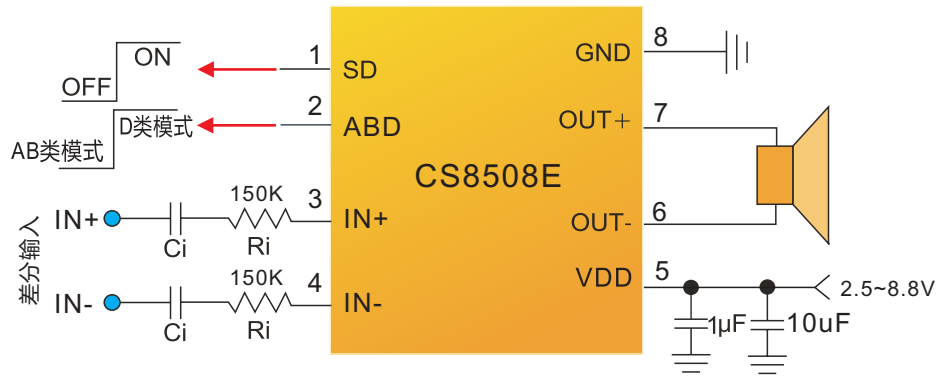 ON
OFF
D类模式
AB类模式
差分输入
IN+
Ci
150K
Ri
IN-
Ci
150K
Ri
1
SD
2
ABD
3
IN+
4
IN-
CS8508E
GND
8
OUT+
7
OUT-
6
VDD
5
2.5~8.8V
1μF
10uF